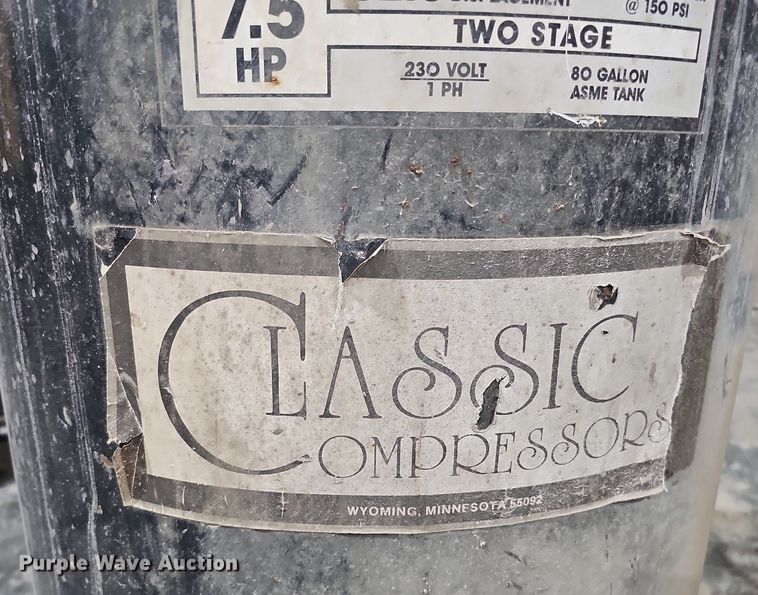 7.5
HP
DISPLACEMENT
@ 150 PSI
TWO STAGE
230 VOLT
1 PH
80 GALLON
ASME TANK
CLASSIC
COMPRESSORS
WYOMING, MINNESOTA 55092
Purple Wave Auction